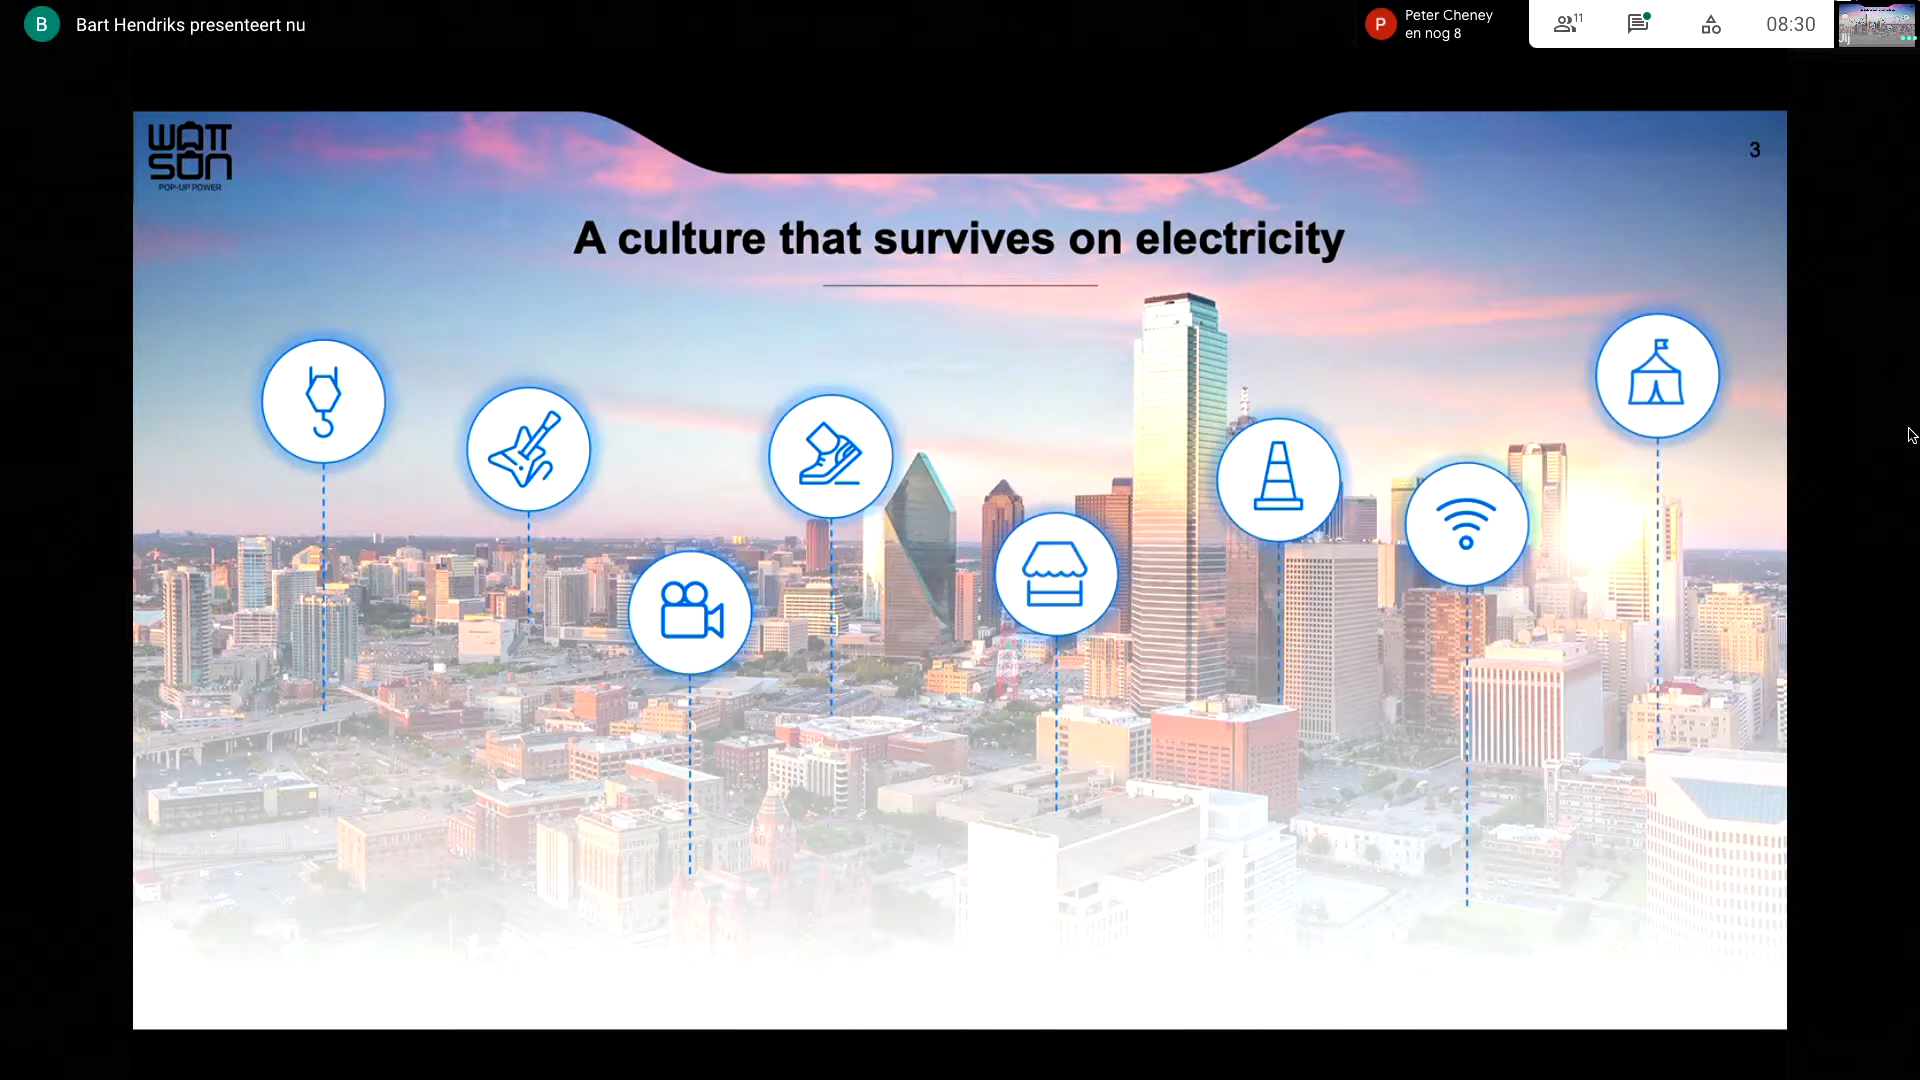 B
Bart Hendriks presenteert nu
P
Peter Cheney
en nog 8
11
08:30
Jij
WATT
SON
POP-UP POWER
3
A culture that survives on electricity